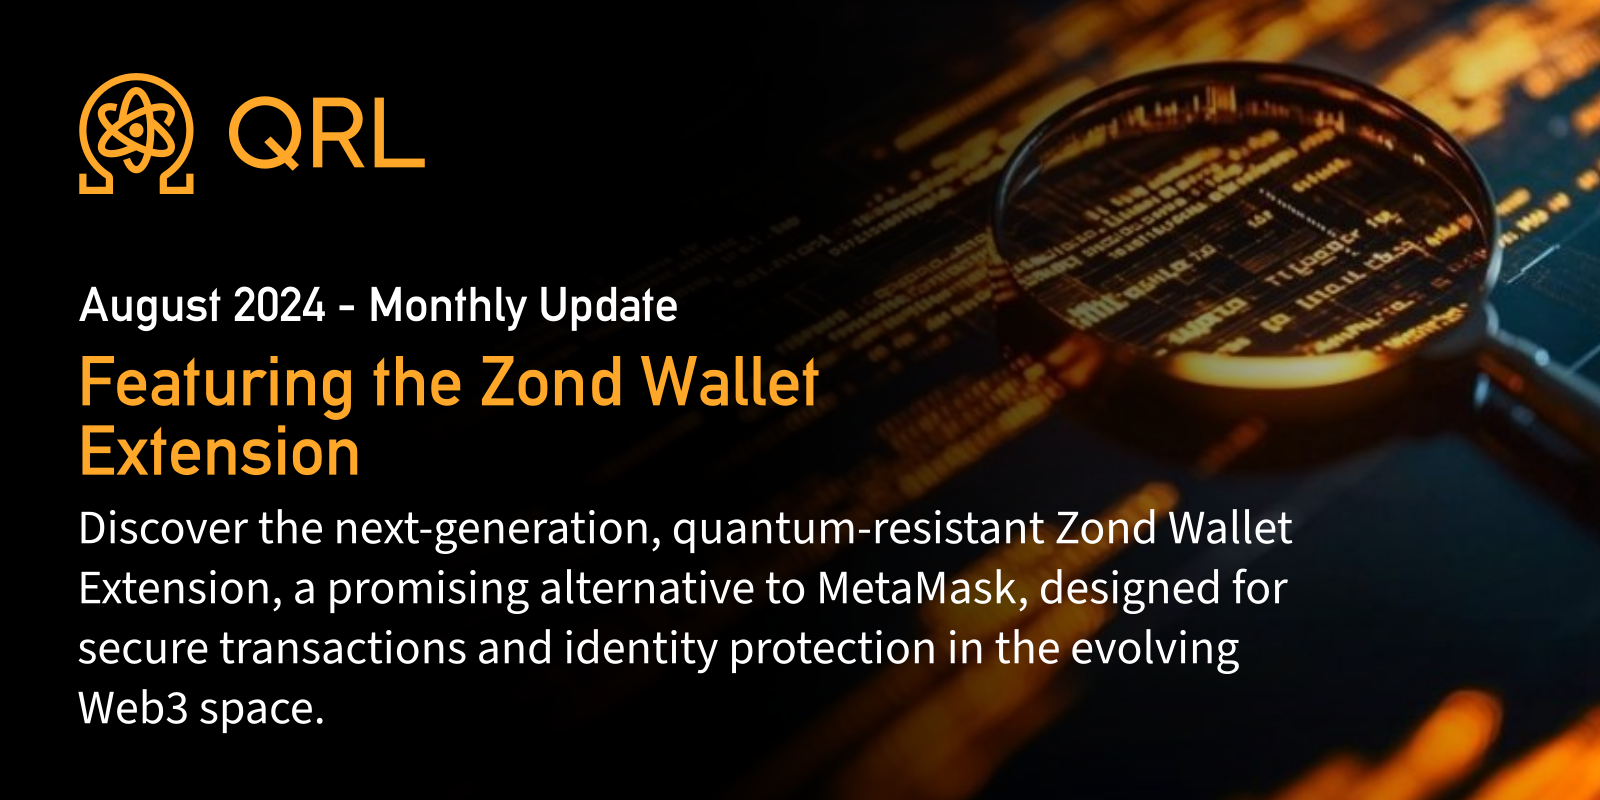 QRL
August 2024 - Monthly Update
Featuring the Zond Wallet
Extension
Discover the next-generation, quantum-resistant Zond Wallet
Extension, a promising alternative to MetaMask, designed for
secure transactions and identity protection in the evolving
Web3 space.